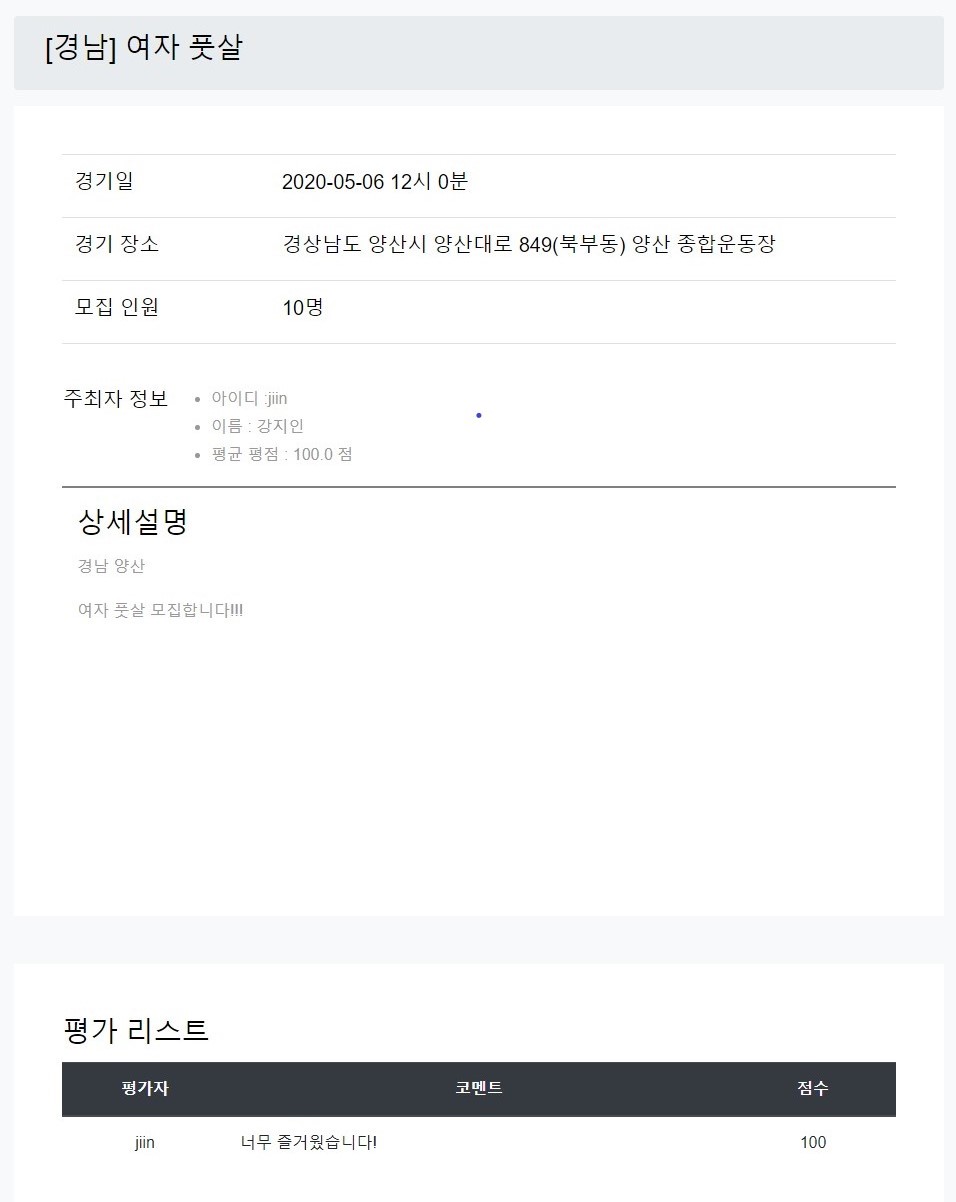 [경남] 여자 풋살
경기일 2020-05-06 12시 0분
경기 장소 경상남도 양산시 양산대로 849(북부동) 양산 종합운동장
모집 인원 10명
주최자 정보
아이디 :jiin
이름 : 강지인
평균 평점 : 100.0 점
상세설명
경남 양산
여자 풋살 모집합니다!!!
평가 리스트
평가자 코멘트 점수
jiin 너무 즐거웠습니다! 100